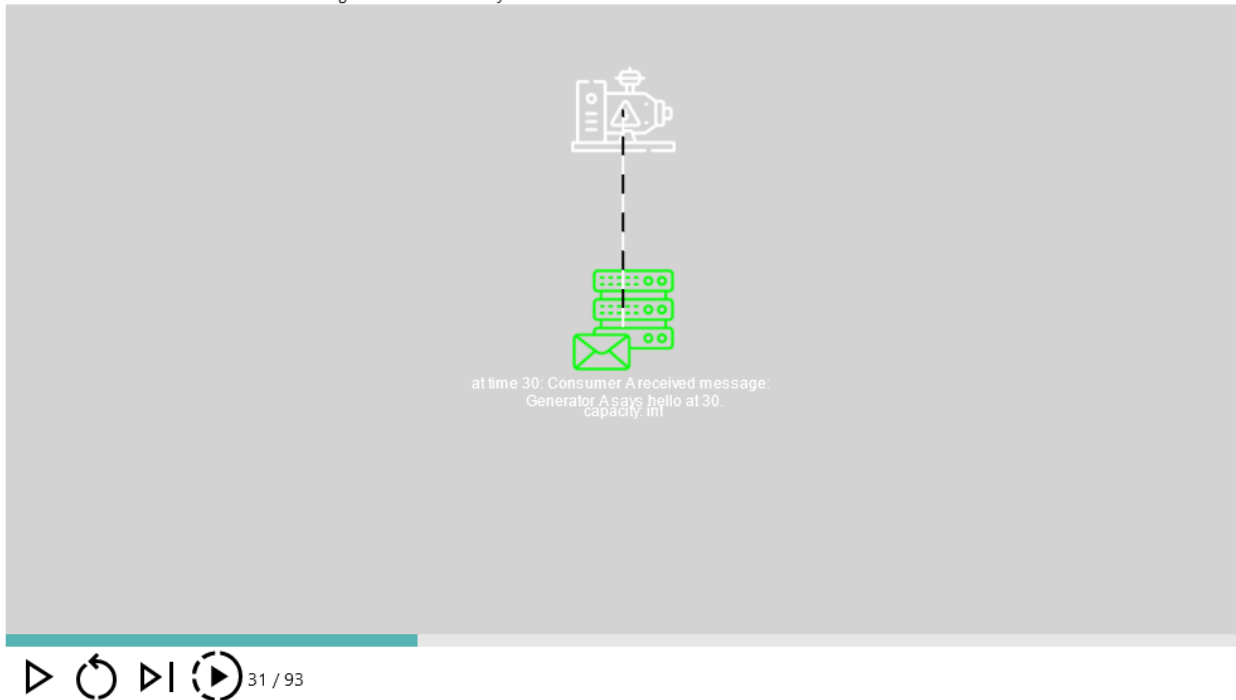 at time 30: Consumer A received message:
Generator A says hello at 30.
capacity: inf
31 / 93